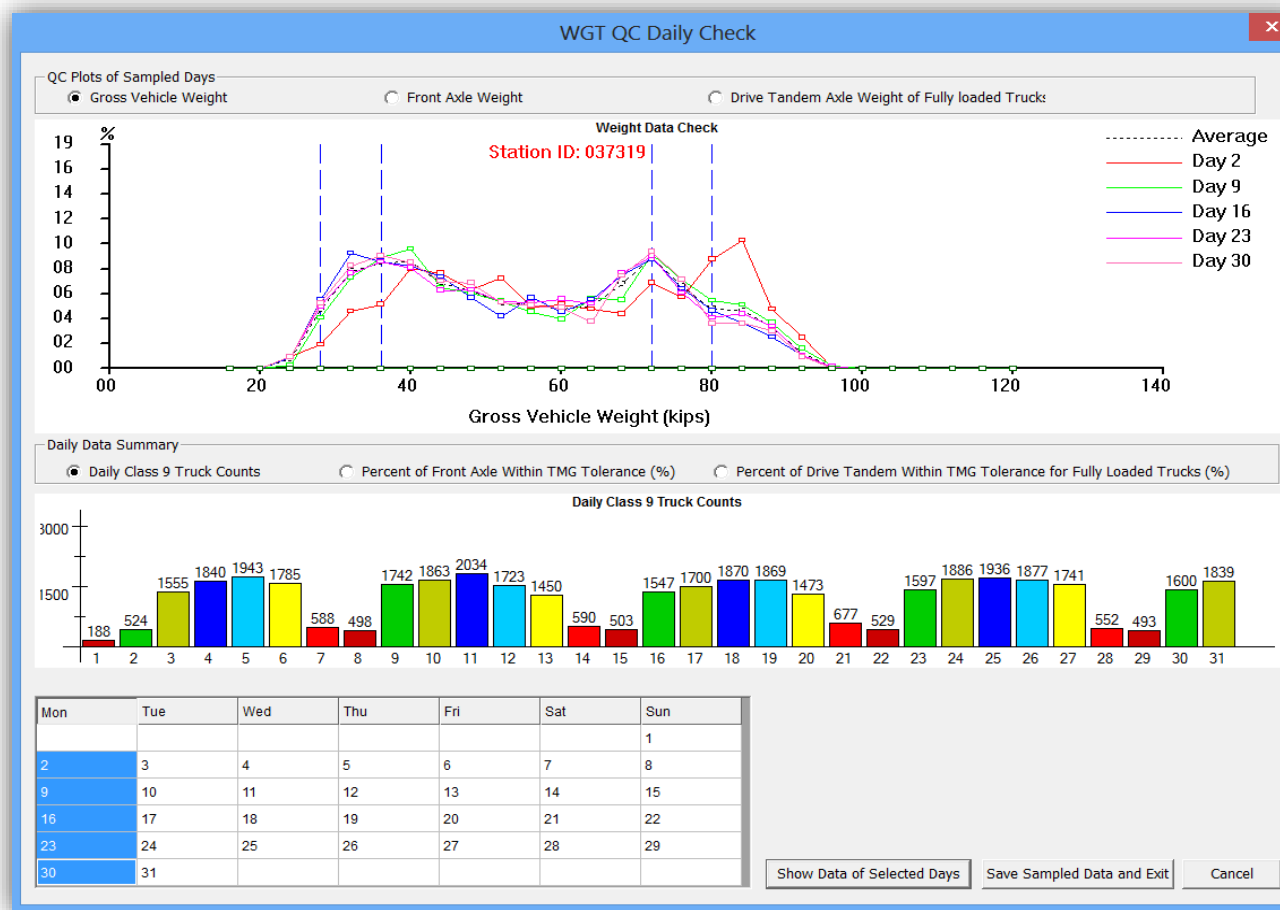 WGT QC Daily Check
QC Plots of Sampled Days
Gross Vehicle Weight Front Axle Weight Drive Tandem Axle Weight of Fully loaded Trucks
Weight Data Check
Station ID: 037319
%
19
16
14
12
10
08
06
04
02
00
00 20 40 60 80 100 120 140
Gross Vehicle Weight (kips)
Average
Day 2
Day 9
Day 16
Day 23
Day 30
Daily Data Summary
Daily Class 9 Truck Counts Percent of Front Axle Within TMG Tolerance (%) Percent of Drive Tandem Within TMG Tolerance for Fully Loaded Trucks (%)
Daily Class 9 Truck Counts
3000
1500
188 524 1555 1840 1943 1785 588 498 1742 1863 2034 1723 1450 590 503 1547 1700 1870 1869 1473 677 529 1597 1886 1936 1877 1741 552 493 1600 1839
1 2 3 4 5 6 7 8 9 10 11 12 13 14 15 16 17 18 19 20 21 22 23 24 25 26 27 28 29 30 31
Mon Tue Wed Thu Fri Sat Sun
1
2 3 4 5 6 7 8
9 10 11 12 13 14 15
16 17 18 19 20 21 22
23 24 25 26 27 28 29
30 31
Show Data of Selected Days Save Sampled Data and Exit Cancel